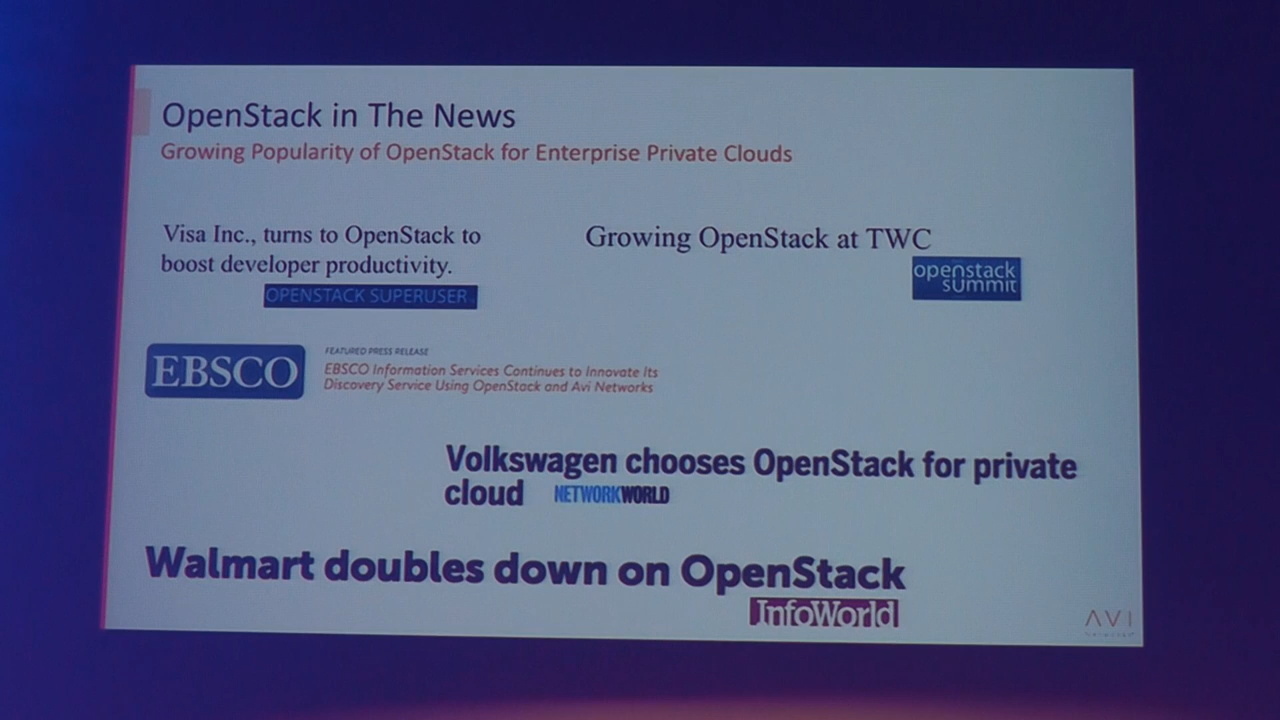 OpenStack in The News
Growing Popularity of OpenStack for Enterprise Private Clouds
Visa Inc., turns to OpenStack to
boost developer productivity.
OPENSTACK SUPERUSER
Growing OpenStack at TWC
openstack
summit
EBSCO
FEATURED PRESS RELEASE
EBSCO Information Services Continues to Innovate Its
Discovery Service Using OpenStack and Avi Networks
Volkswagen chooses OpenStack for private
cloud
NETWORKWORLD
Walmart doubles down on OpenStack
InfoWorld
AVI